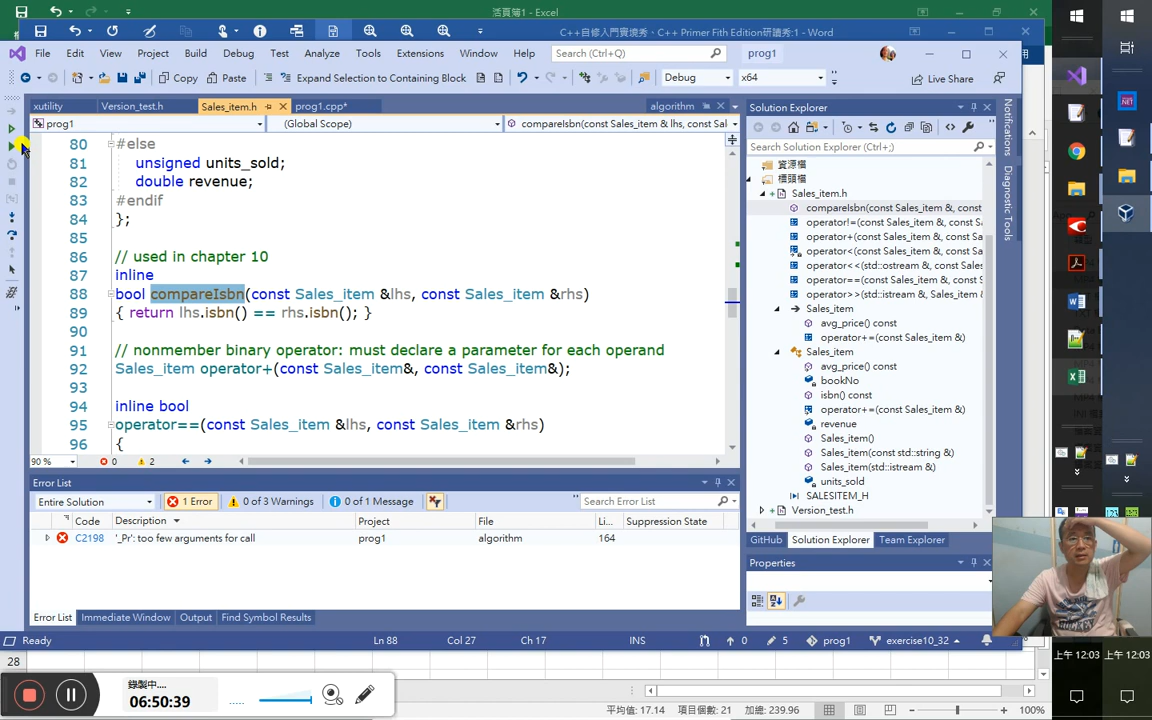 活頁簿1 - Excel
C++自修入門實境秀、C++ Primer Fifth Edition研讀秀:1 - Word
File Edit View Project Build Debug Test Analyze Tools Extensions Window Help Search (Ctrl+Q) prog1
Copy Paste Expand Selection to Containing Block Debug x64 Live Share
xutility Version_test.h Sales_item.h prog1.cpp* algorithm
prog1 (Global Scope) compareIsbn(const Sales_item & lhs, const Sal
80 #else
81 unsigned units_sold;
82 double revenue;
83 #endif
84 };
85
86 // used in chapter 10
87 inline
88 bool compareIsbn(const Sales_item &lhs, const Sales_item &rhs)
89 { return lhs.isbn() == rhs.isbn(); }
90
91 // nonmember binary operator: must declare a parameter for each operand
92 Sales_item operator+(const Sales_item&, const Sales_item&);
93
94 inline bool
95 operator==(const Sales_item &lhs, const Sales_item &rhs)
96 {
90 % 0 2
Error List
Entire Solution 1 Error 0 of 3 Warnings 0 of 1 Message Search Error List
Code Description Project File Li... Suppression State
C2198 '_Pr': too few arguments for call prog1 algorithm 164
Error List Immediate Window Output Find Symbol Results
Solution Explorer
Search Solution Explorer (Ctrl+;)
資源檔
標頭檔
Sales_item.h
compareIsbn(const Sales_item &, const
operator!=(const Sales_item &, const
operator+(const Sales_item &, const
operator<(const Sales_item &, const
operator<<(std::ostream &, const Sales
operator==(const Sales_item &, const
operator>>(std::istream &, Sales_item
Sales_item
avg_price() const
operator+=(const Sales_item &)
Sales_item
avg_price() const
bookNo
isbn() const
operator+=(const Sales_item &)
revenue
Sales_item()
Sales_item(const std::string &)
Sales_item(std::istream &)
units_sold
SALESITEM_H
Version_test.h
GitHub Solution Explorer Team Explorer
Properties
Notifications
Diagnostic Tools
Ready Ln 88 Col 27 Ch 17 INS 0 5 prog1 exercise10_32
28
錄製中...
06:50:39
平均值: 17.14 項目個數: 21 加總: 239.96 100%
上午 12:03 上午 12:03